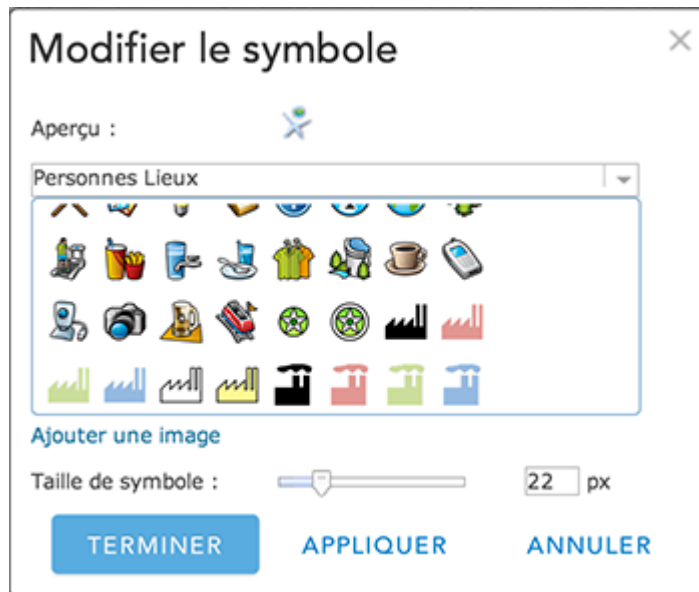 Modifier le symbole
Aperçu :
Personnes Lieux
Ajouter une image
Taille de symbole :
22 px
TERMINER APPLIQUER ANNULER